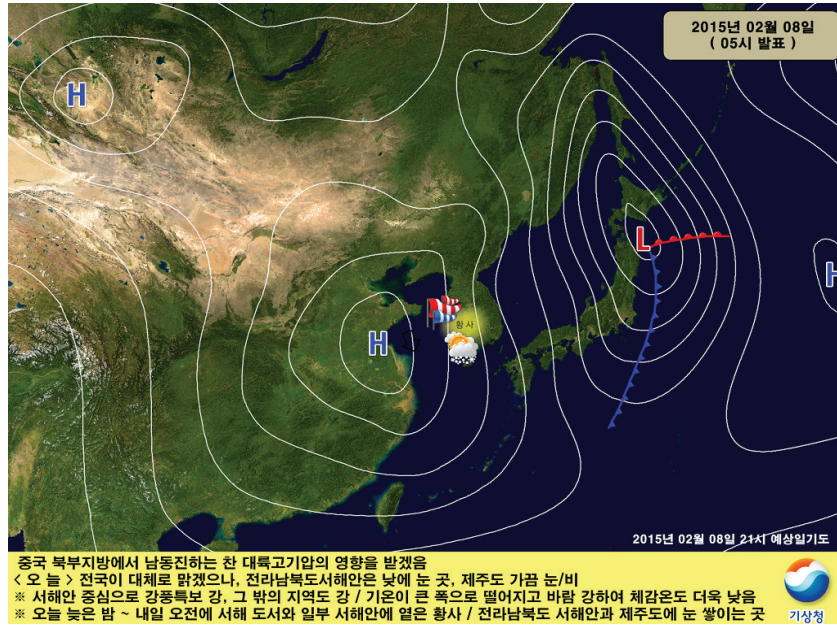 2015년 02월 08일
( 05시 발표 )
H
L
H
황 사
H
2015년 02월 08일 21시 예상일기도
중국 북부지방에서 남동진하는 찬 대륙고기압의 영향을 받겠음
< 오 늘 > 전국이 대체로 맑겠으나, 전라남북도서해안은 낮에 눈 곳, 제주도 가끔 눈/비
※ 서해안 중심으로 강풍특보 강, 그 밖의 지역도 강 / 기온이 큰 폭으로 떨어지고 바람 강하여 체감온도 더욱 낮음
※ 오늘 늦은 밤 ~ 내일 오전에 서해 도서와 일부 서해안에 옅은 황사 / 전라남북도 서해안과 제주도에 눈 쌓이는 곳
기상청